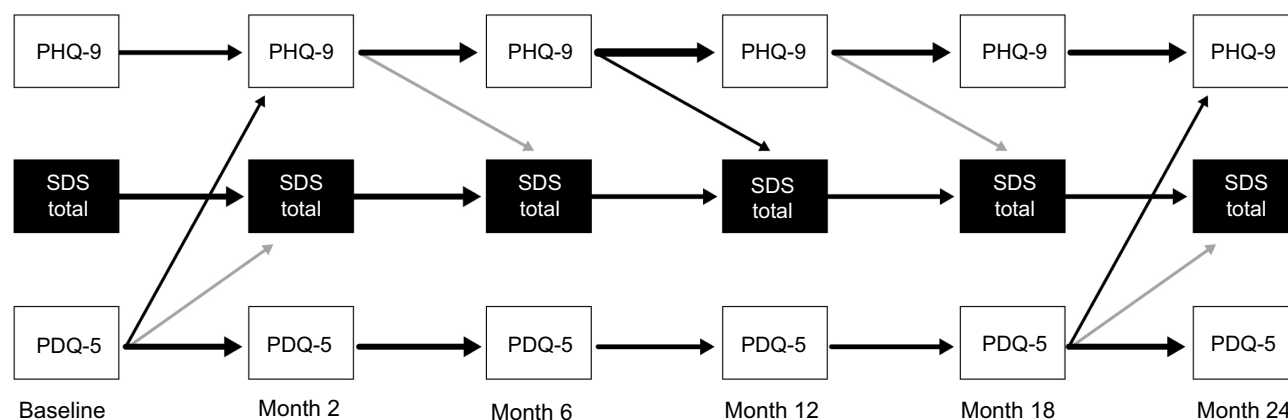 PHQ-9 PHQ-9 PHQ-9 PHQ-9 PHQ-9 PHQ-9
SDS SDS SDS SDS SDS SDS
total total total total total total
PDQ-5 PDQ-5 PDQ-5 PDQ-5 PDQ-5 PDQ-5
Baseline Month 2 Month 6 Month 12 Month 18 Month 24